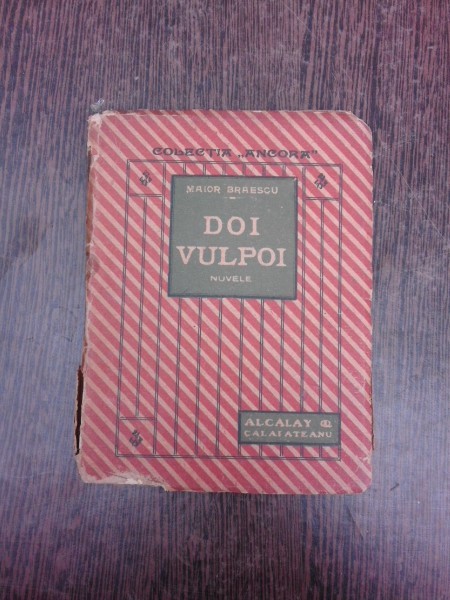 COLECTIA „ANCORA"
MAIOR BRAESCU
DOI
VULPOI
NUVELE
ALCALAY &
CALAFATEANU